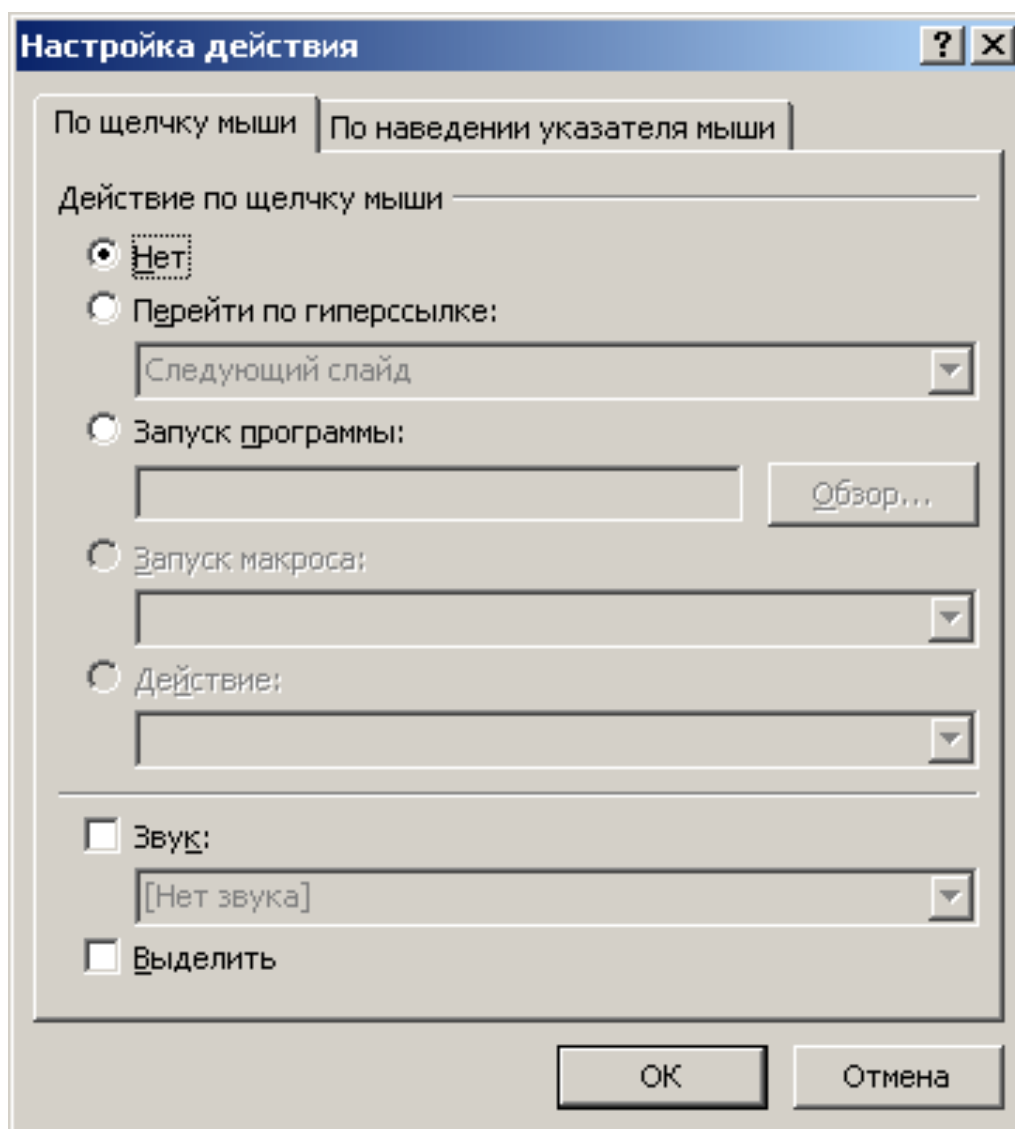 Настройка действия
По щелчку мыши
По наведении указателя мыши
Действие по щелчку мыши
Нет
Перейти по гиперссылке:
Следующий слайд
Запуск программы:
Обзор...
Запуск макроса:
Действие:
Звук:
[Нет звука]
Выделить
ОК
Отмена